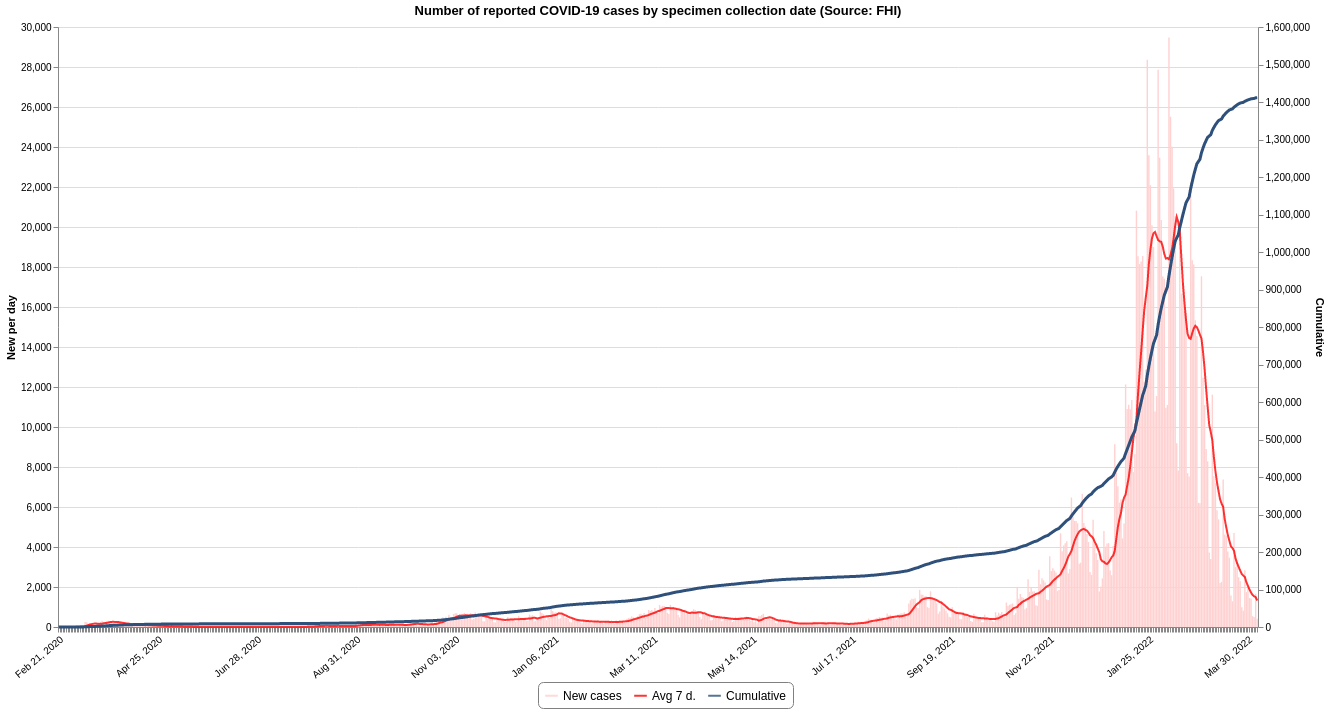 Number of reported COVID-19 cases by specimen collection date (Source: FHI)
30,000
28,000
26,000
24,000
22,000
20,000
18,000
16,000
14,000
12,000
10,000
8,000
6,000
4,000
2,000
0
New per day
1,600,000
1,500,000
1,400,000
1,300,000
1,200,000
1,100,000
1,000,000
900,000
800,000
700,000
600,000
500,000
400,000
300,000
200,000
100,000
0
Cumulative
Feb 21, 2020
Apr 25, 2020
Jun 28, 2020
Aug 31, 2020
Nov 03, 2020
Jan 06, 2021
Mar 11, 2021
May 14, 2021
Jul 17, 2021
Sep 19, 2021
Nov 22, 2021
Jan 25, 2022
Mar 30, 2022
New cases Avg 7 d. Cumulative